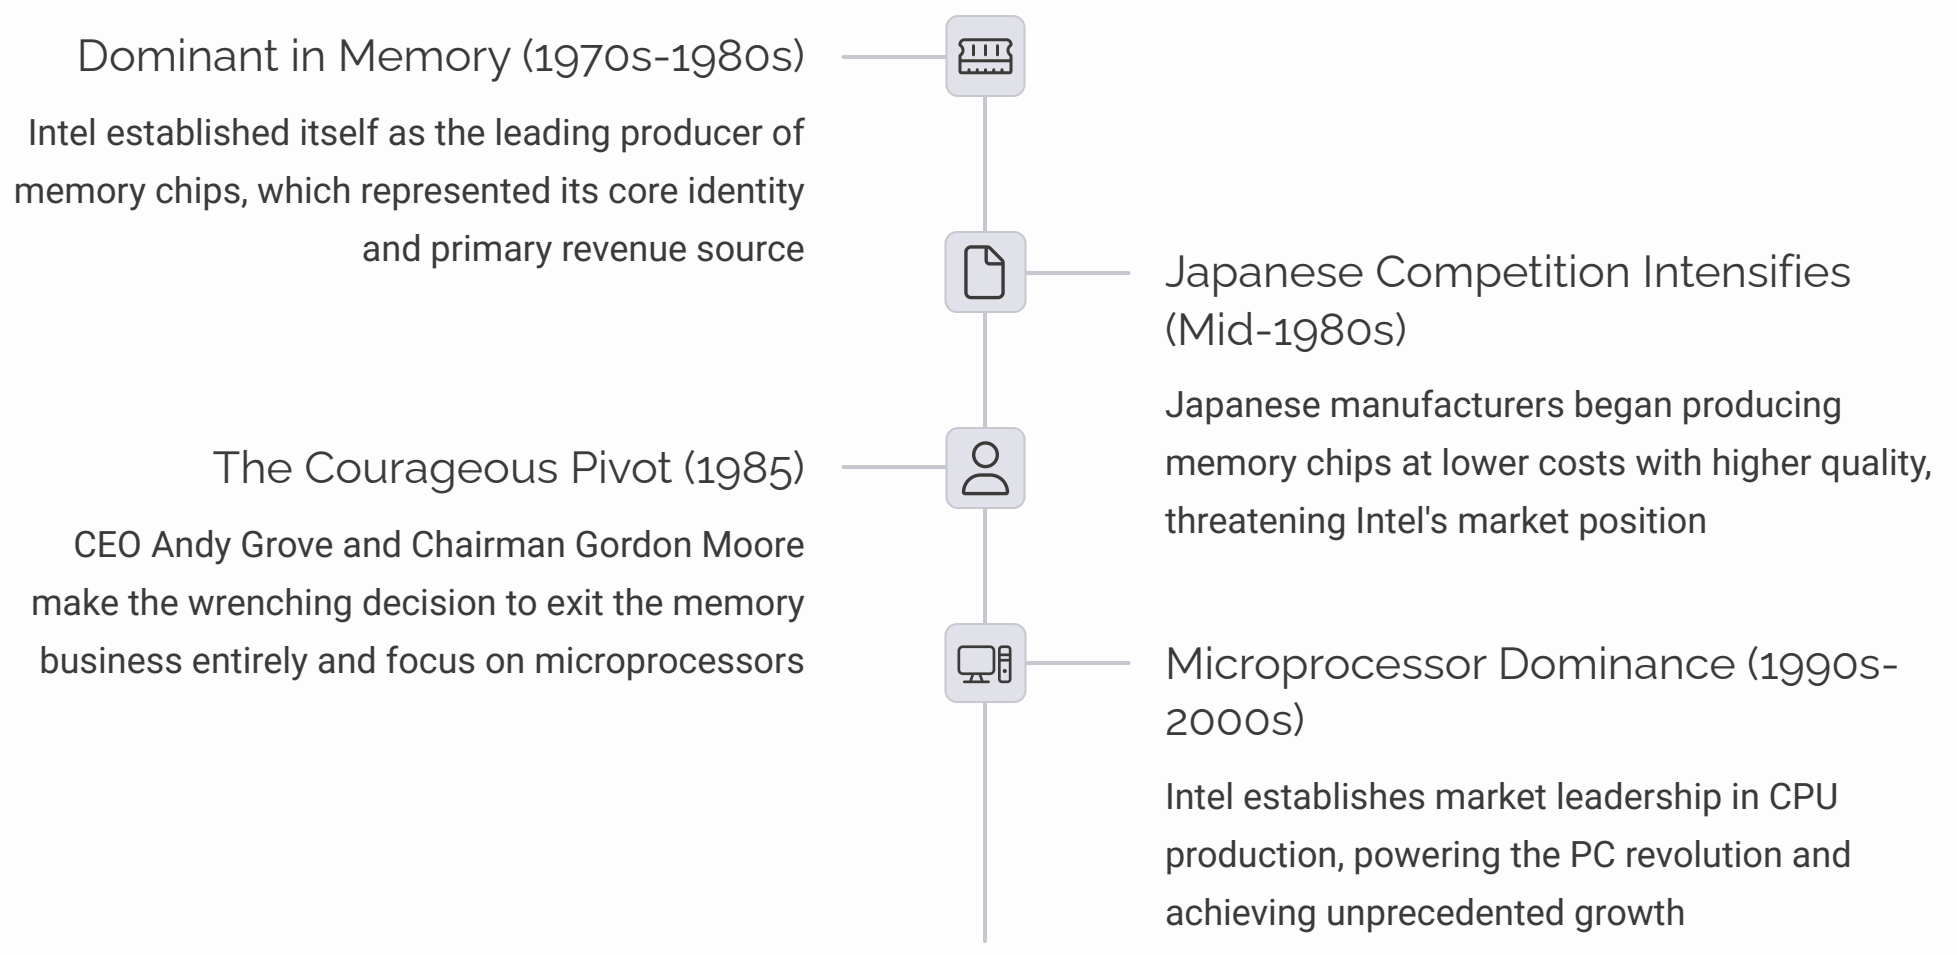 Dominant in Memory (1970s-1980s)
Intel established itself as the leading producer of
memory chips, which represented its core identity
and primary revenue source
Japanese Competition Intensifies
(Mid-1980s)
Japanese manufacturers began producing
memory chips at lower costs with higher quality,
threatening Intel's market position
The Courageous Pivot (1985)
CEO Andy Grove and Chairman Gordon Moore
make the wrenching decision to exit the memory
business entirely and focus on microprocessors
Microprocessor Dominance (1990s-
2000s)
Intel establishes market leadership in CPU
production, powering the PC revolution and
achieving unprecedented growth